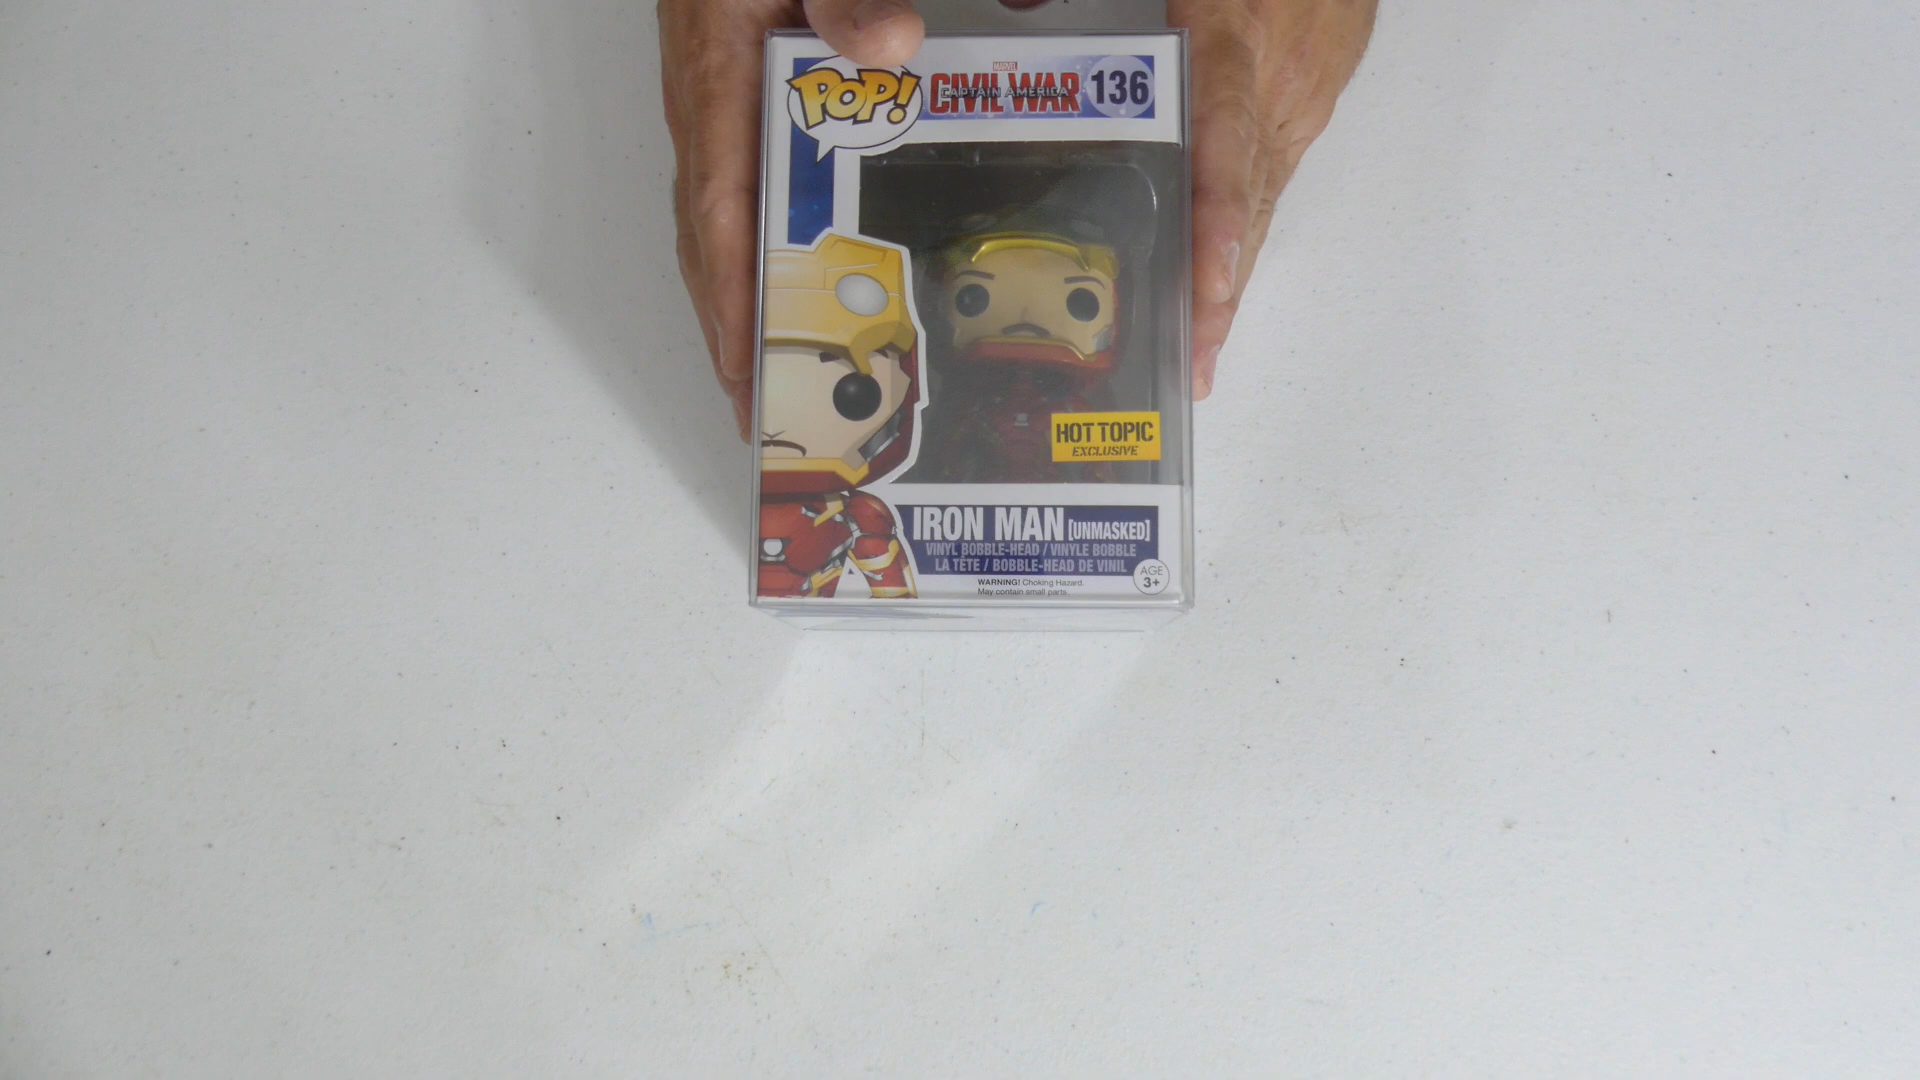 POP!
MARVEL
CAPTAIN AMERICA
CIVIL WAR
136
HOT TOPIC
EXCLUSIVE
IRON MAN [UNMASKED]
VINYL BOBBLE-HEAD / VINYLE BOBBLE
LA TÊTE / BOBBLE-HEAD DE VINIL
AGE
3+
WARNING! Choking Hazard.
May contain small parts.